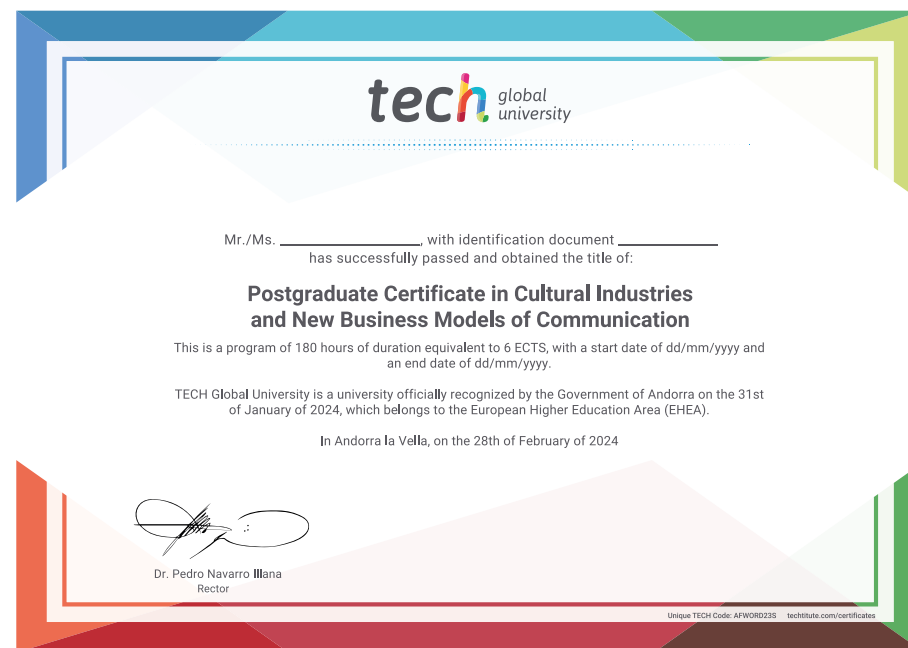 tech global
university
Mr./Ms. ____________, with identification document ____________
has successfully passed and obtained the title of:
Postgraduate Certificate in Cultural Industries
and New Business Models of Communication
This is a program of 180 hours of duration equivalent to 6 ECTS, with a start date of dd/mm/yyyy and
an end date of dd/mm/yyyy.
TECH Global University is a university officially recognized by the Government of Andorra on the 31st
of January of 2024, which belongs to the European Higher Education Area (EHEA).
In Andorra la Vella, on the 28th of February of 2024
Dr. Pedro Navarro Illana
Rector
Unique TECH Code: AFWORD23S techtitute.com/certificates